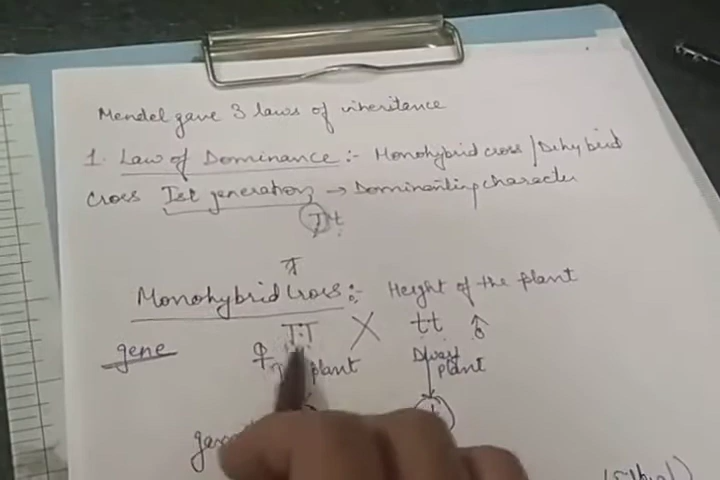 Mendel gave 3 laws of inheritance
1. Law of Dominance :- Monohybrid cross / Dihybrid
cross Ist generation → Dominanting character
Tt
Monohybrid Cross :- Height of the plant
gene ♀ TT X tt ♂
plant Dwarf plant